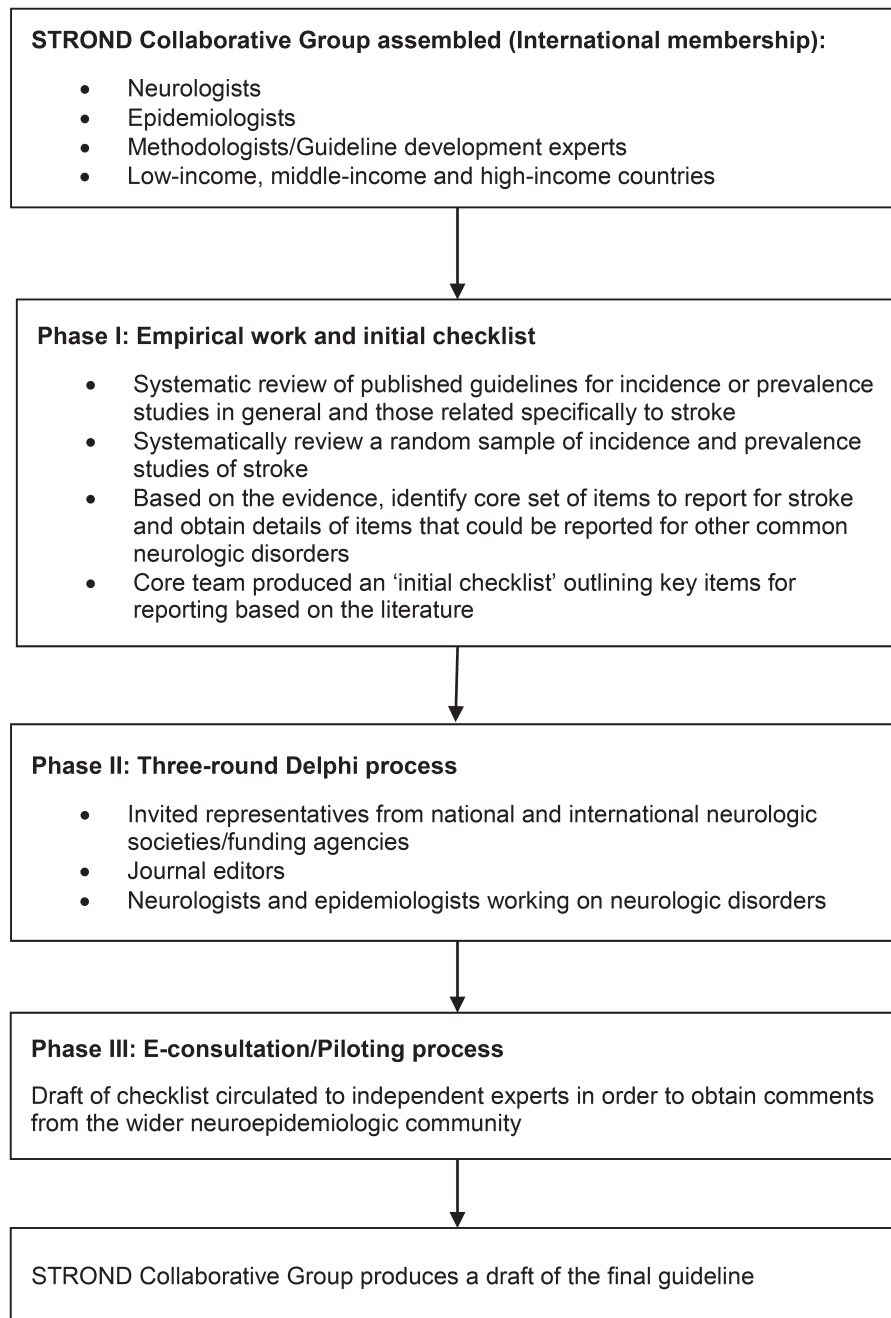 STROND Collaborative Group assembled (International membership):
• Neurologists
• Epidemiologists
• Methodologists/Guideline development experts
• Low-income, middle-income and high-income countries
Phase I: Empirical work and initial checklist
• Systematic review of published guidelines for incidence or prevalence
studies in general and those related specifically to stroke
• Systematically review a random sample of incidence and prevalence
studies of stroke
• Based on the evidence, identify core set of items to report for stroke
and obtain details of items that could be reported for other common
neurologic disorders
• Core team produced an ‘initial checklist’ outlining key items for
reporting based on the literature
Phase II: Three-round Delphi process
• Invited representatives from national and international neurologic
societies/funding agencies
• Journal editors
• Neurologists and epidemiologists working on neurologic disorders
Phase III: E-consultation/Piloting process
Draft of checklist circulated to independent experts in order to obtain comments
from the wider neuroepidemiologic community
STROND Collaborative Group produces a draft of the final guideline